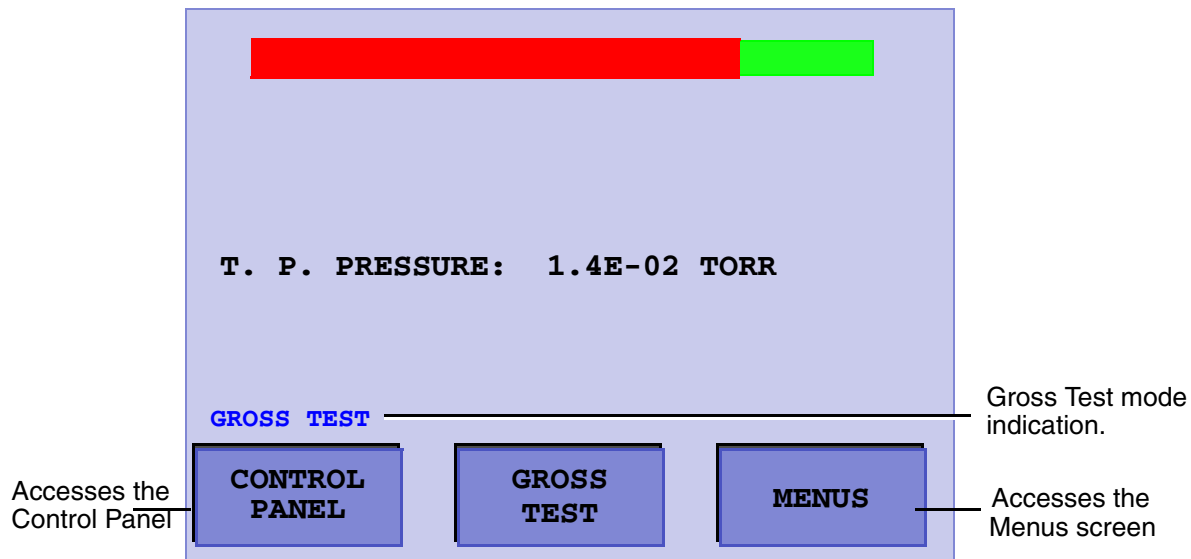 T. P. PRESSURE: 1.4E-02 TORR
GROSS TEST
Gross Test mode
indication.
CONTROL
PANEL
GROSS
TEST
MENUS
Accesses the
Control Panel
Accesses the
Menus screen